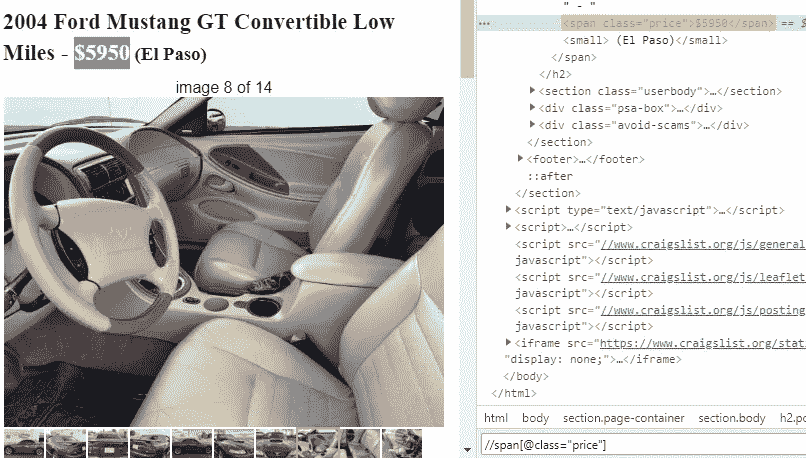 2004 Ford Mustang GT Convertible Low
Miles - $5950 (El Paso)
image 8 of 14
" - "
<span class="price">$5950</span> == $
<small> (El Paso)</small>
</span>
</h2>
<section class="userbody">…</section>
<div class="psa-box">…</div>
<div class="avoid-scams">…</div>
</section>
<footer>…</footer>
::after
</section>
<script type="text/javascript">…</script>
<script>…</script>
<script src="//www.craigslist.org/js/general
javascript"></script>
<script src="//www.craigslist.org/js/leaflet
javascript"></script>
<script src="//www.craigslist.org/js/posting
javascript"></script>
<iframe src="https://www.craigslist.org/stat
"display: none;">…</iframe>
</body>
</html>
html body section.page-container section.body h2.po
//span[@class="price"]